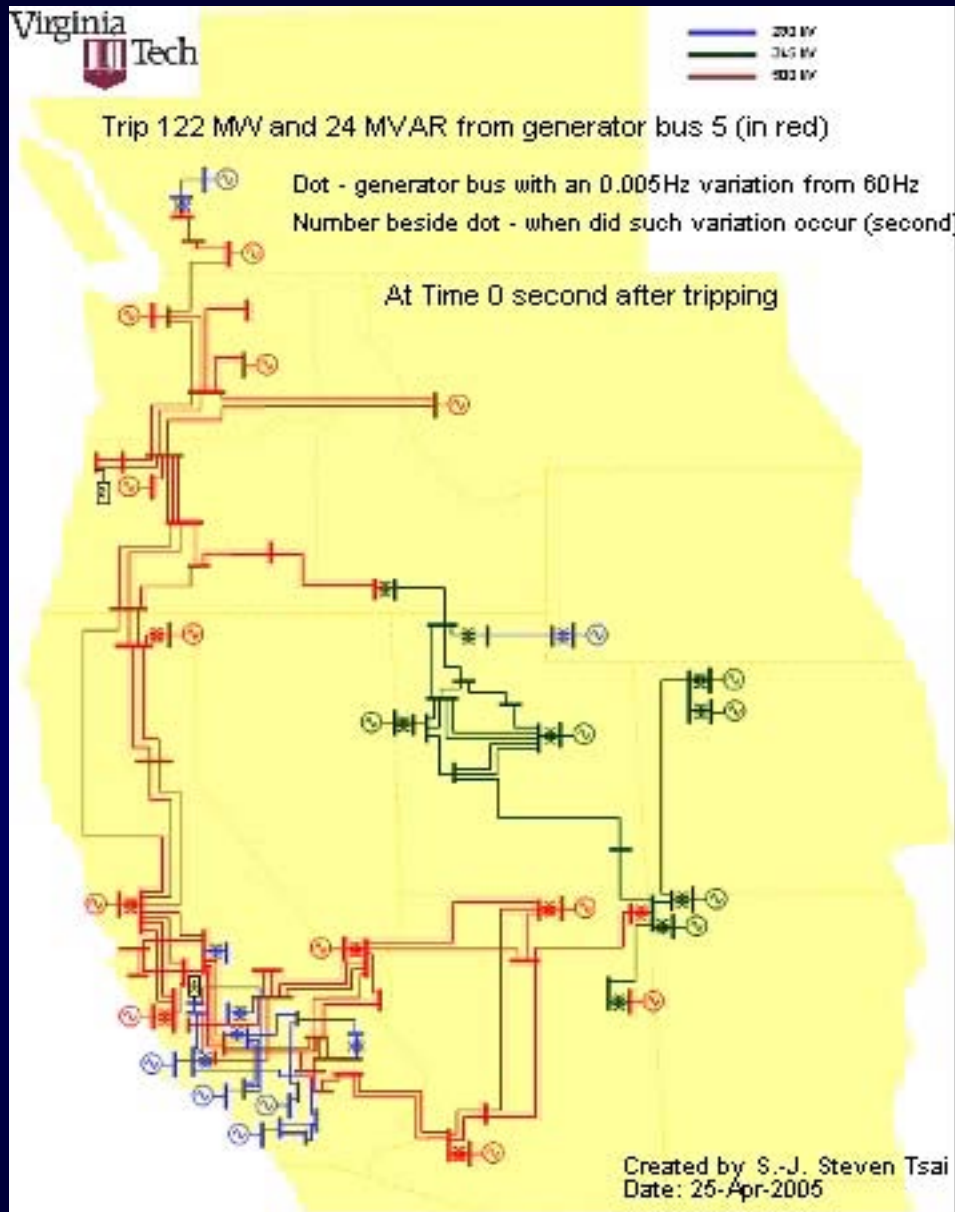 Virginia
Tech
Trip 122 MW and 24 MVAR from generator bus 5 (in red)
Dot - generator bus with an 0.005Hz variation from 60Hz
Number beside dot - when did such variation occur (second)
At Time 0 second after tripping
Created by S.-J. Steven Tsai
Date: 25-Apr-2005